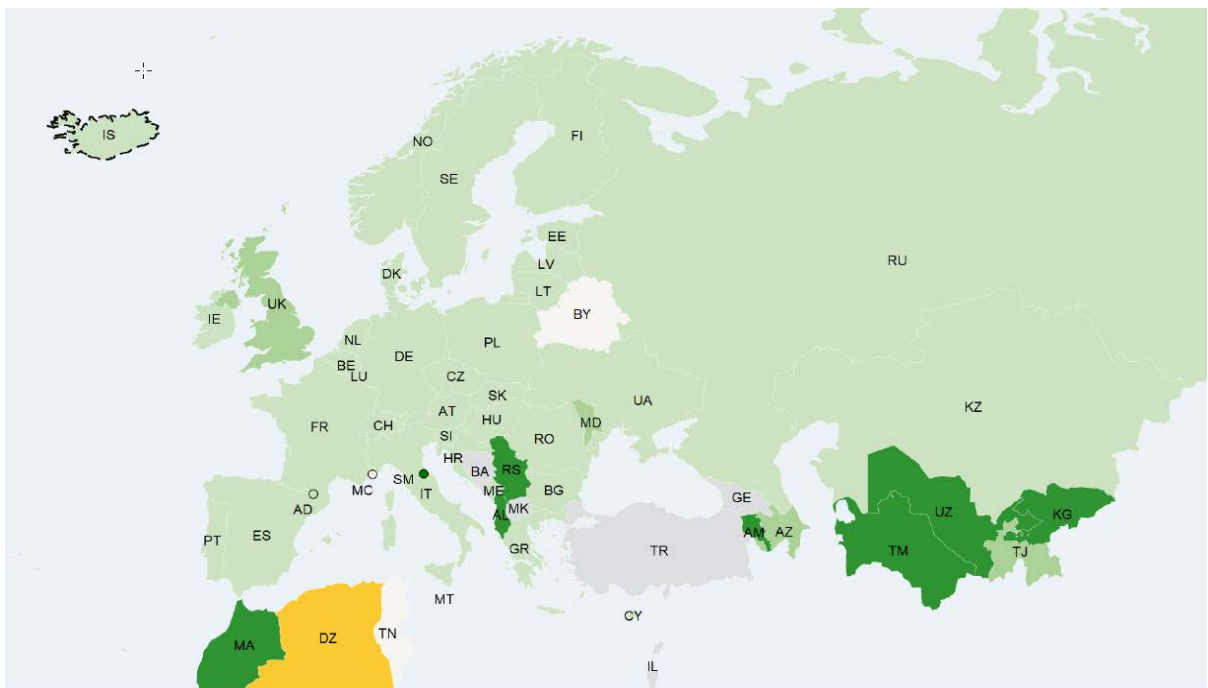 IS
NO
FI
SE
EE
LV
RU
DK
LT
UK
BY
IE
NL
PL
DE
BE
LU
CZ
SK
UA
KZ
AT
FR
CH
HU
MD
SI
RO
HR
BA
RS
SM
MC
IT
ME
BG
GE
AD
MK
UZ
KG
AL
AM
AZ
PT
ES
GR
TR
TM
TJ
MT
CY
DZ
TN
MA
IL